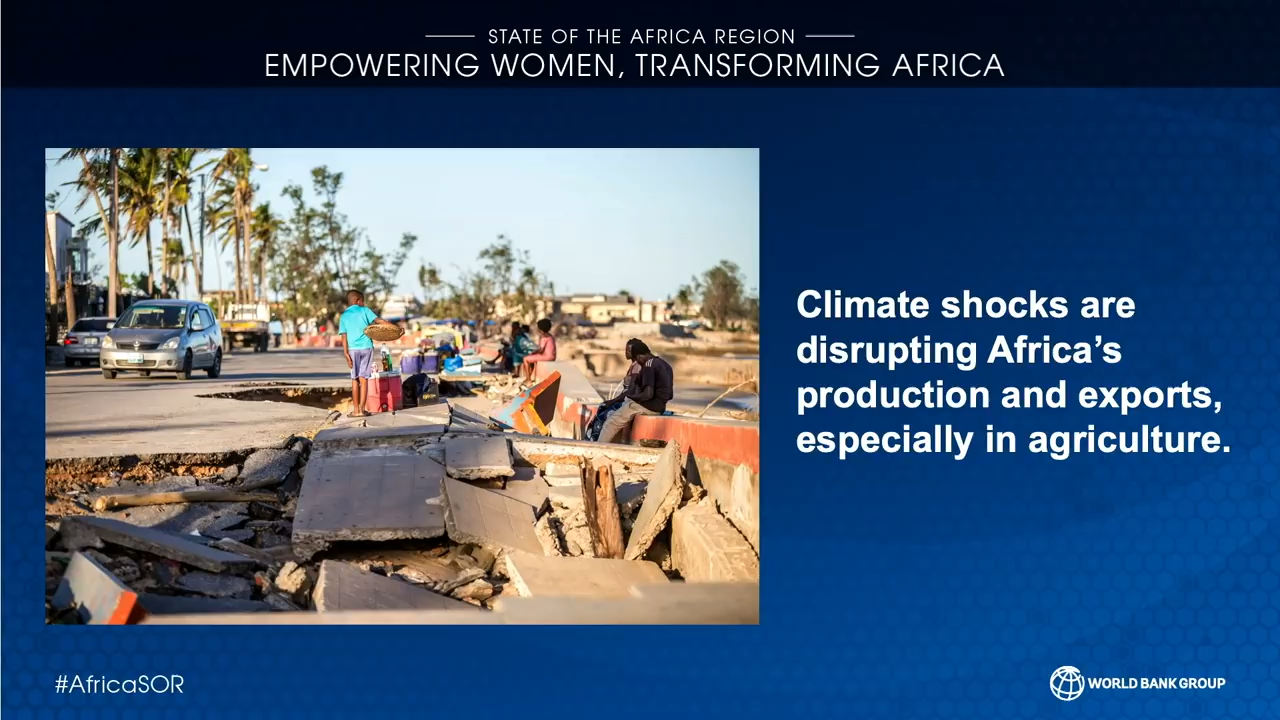 STATE OF THE AFRICA REGION
EMPOWERING WOMEN, TRANSFORMING AFRICA
Climate shocks are
disrupting Africa’s
production and exports,
especially in agriculture.
#AfricaSOR
WORLD BANK GROUP